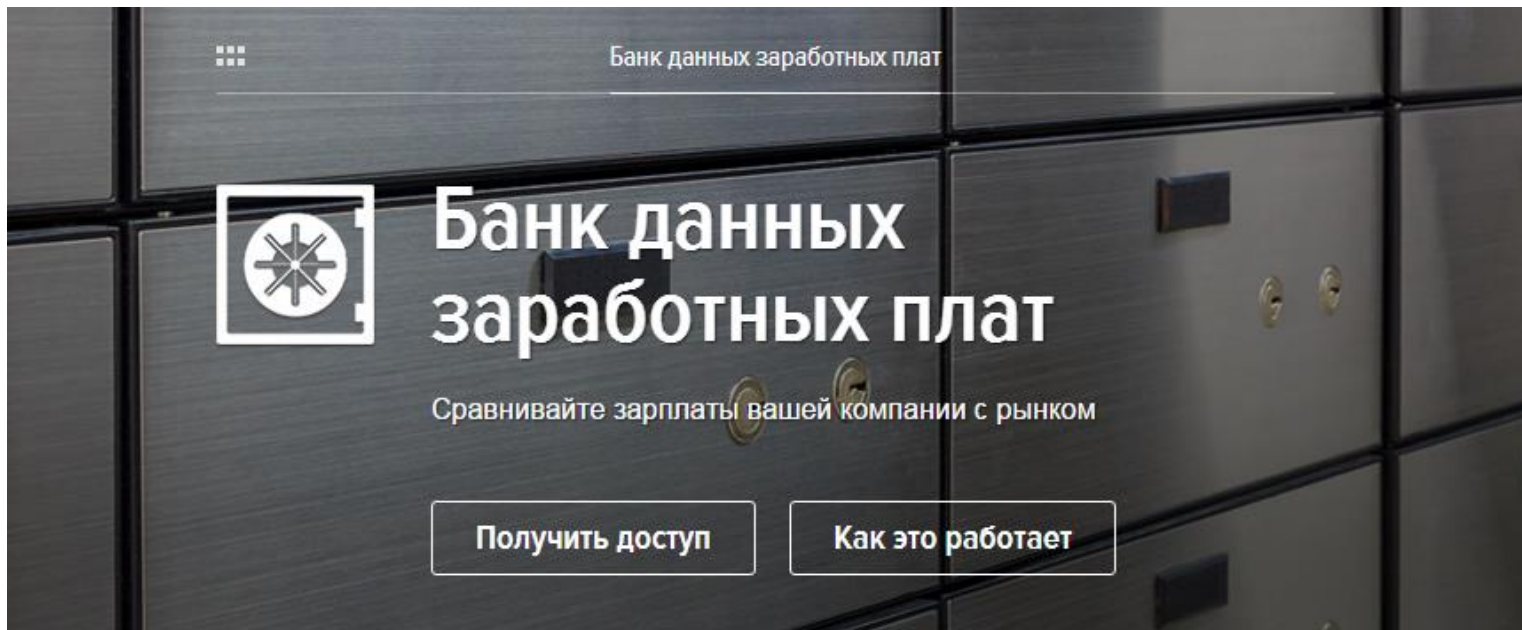 Банк данных заработных плат
Банк данных
заработных плат
Сравнивайте зарплаты вашей компании с рынком
Получить доступ
Как это работает